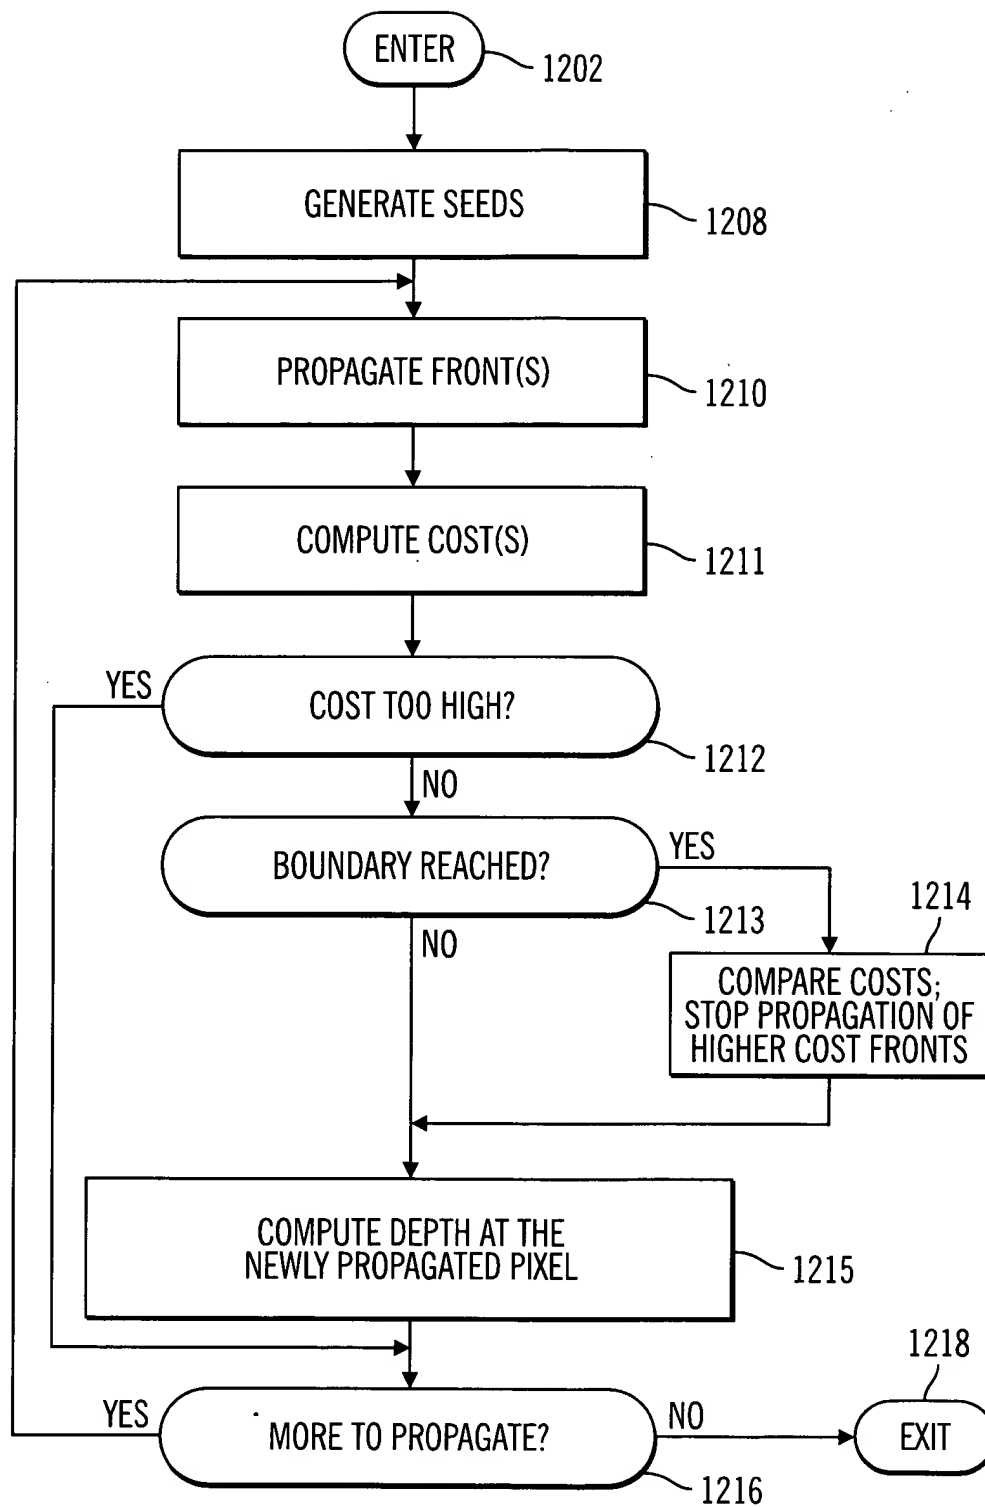 ENTER
1202
GENERATE SEEDS
1208
PROPAGATE FRONT(S)
1210
COMPUTE COST(S)
1211
YES
COST TOO HIGH?
1212
NO
BOUNDARY REACHED?
YES
1213
NO
1214
COMPARE COSTS;
STOP PROPAGATION OF
HIGHER COST FRONTS
COMPUTE DEPTH AT THE
NEWLY PROPAGATED PIXEL
1215
1218
YES
MORE TO PROPAGATE?
NO
EXIT
1216